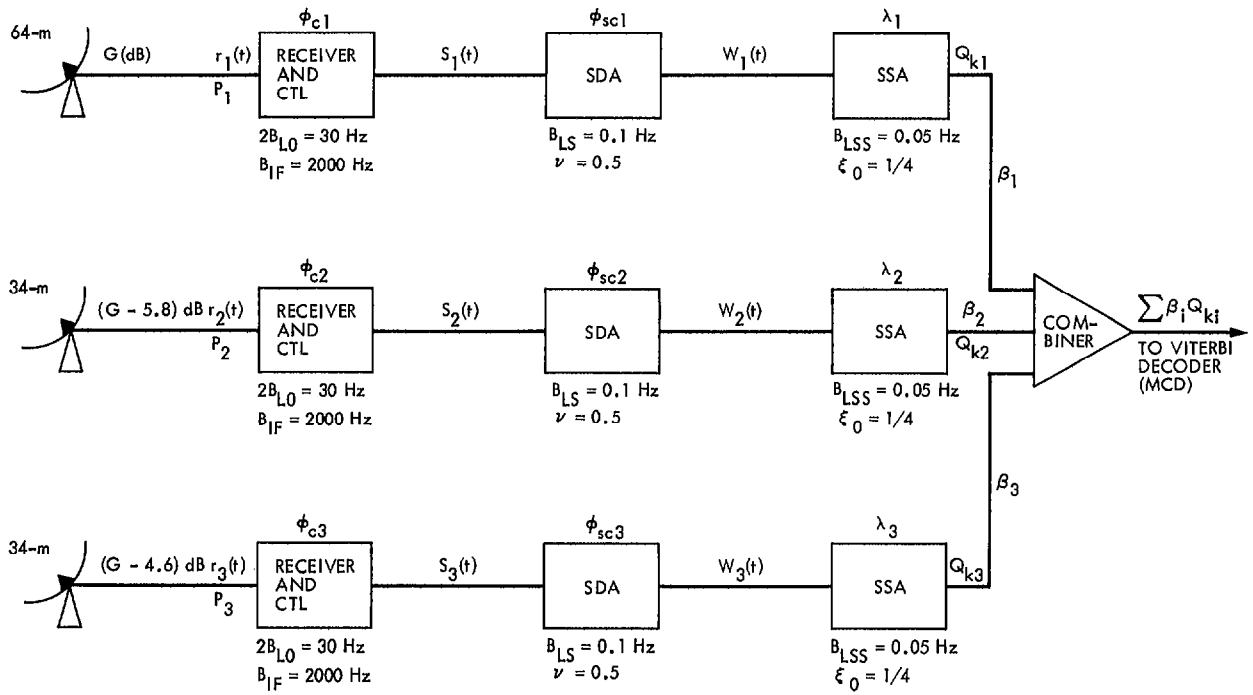 ϕc1
ϕsc1
λ1
64-m
G(dB)
r1(t)
P1
RECEIVER
AND
CTL
S1(t)
SDA
W1(t)
SSA
Qk1
2BL0 = 30 Hz
BIF = 2000 Hz
BLS = 0.1 Hz
ν = 0.5
BLSS = 0.05 Hz
ξ0 = 1/4
β1
ϕc2
ϕsc2
λ2
34-m
(G - 5.8) dB r2(t)
P2
RECEIVER
AND
CTL
S2(t)
SDA
W2(t)
SSA
β2
Qk2
COM-
BINER
∑ βiQki
TO VITERBI
DECODER
(MCD)
2BL0 = 30 Hz
BIF = 2000 Hz
BLS = 0.1 Hz
ν = 0.5
BLSS = 0.05 Hz
ξ0 = 1/4
β3
ϕc3
ϕsc3
λ3
34-m
(G - 4.6) dB r3(t)
P3
RECEIVER
AND
CTL
S3(t)
SDA
W3(t)
SSA
Qk3
2BL0 = 30 Hz
BIF = 2000 Hz
BLS = 0.1 Hz
ν = 0.5
BLSS = 0.05 Hz
ξ0 = 1/4